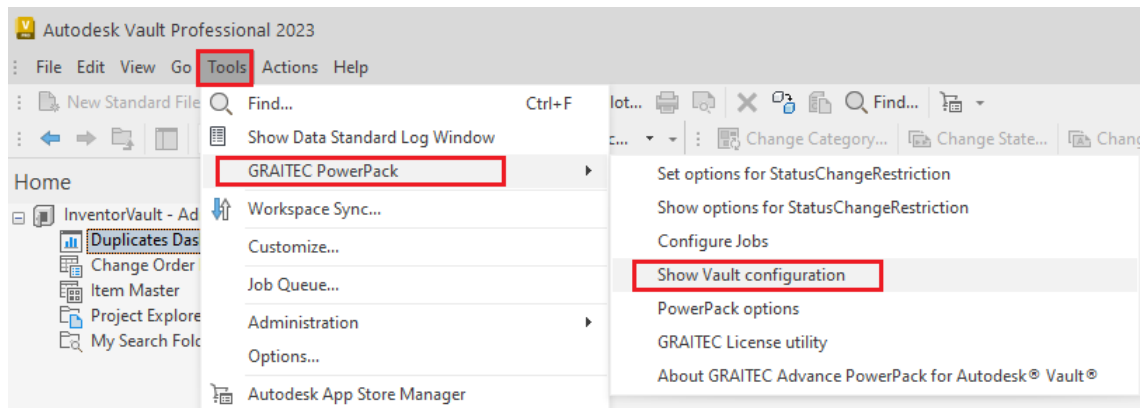 Autodesk Vault Professional 2023
File Edit View Go Tools Actions Help
New Standard File
lot...
Find...
Change Category...
Change State...
Chang
Home
InventorVault - Ad
Duplicates Das
Change Order
Item Master
Project Explore
My Search Fold
Find... Ctrl+F
Show Data Standard Log Window
GRAITEC PowerPack
Workspace Sync...
Customize...
Job Queue...
Administration
Options...
Autodesk App Store Manager
Set options for StatusChangeRestriction
Show options for StatusChangeRestriction
Configure Jobs
Show Vault configuration
PowerPack options
GRAITEC License utility
About GRAITEC Advance PowerPack for Autodesk® Vault®